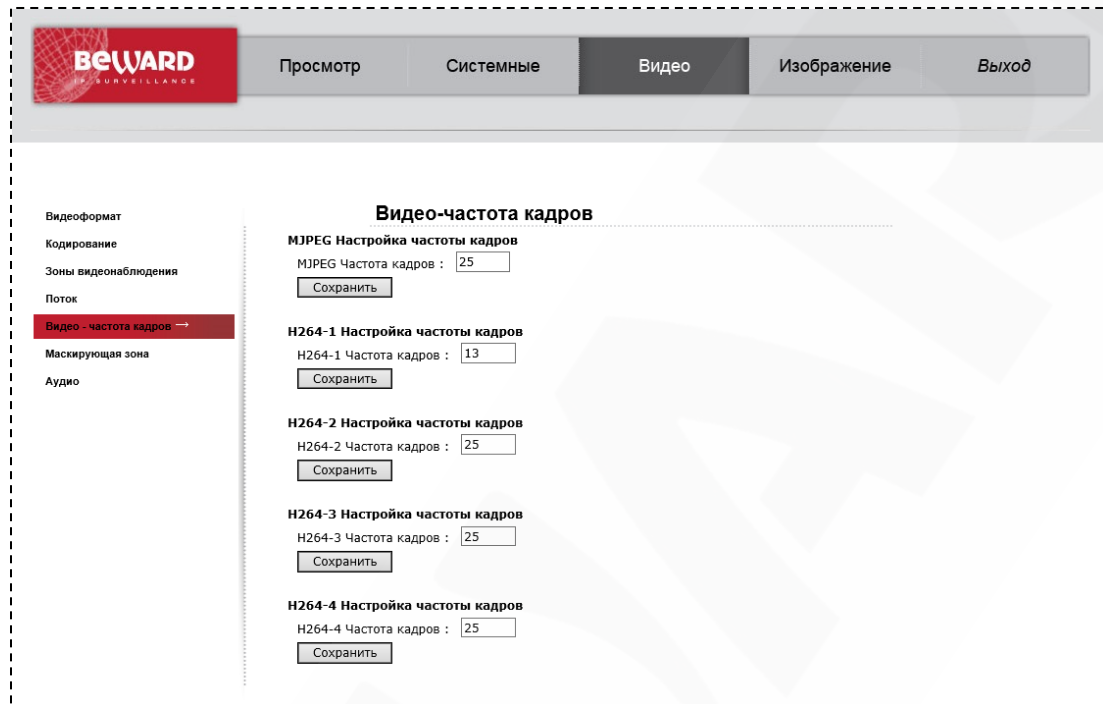 BEWARD
IP SURVEILLANCE
Просмотр Системные Видео Изображение Выход
Видеоформат
Кодирование
Зоны видеонаблюдения
Поток
Видео - частота кадров →
Маскирующая зона
Аудио
Видео-частота кадров
MJPEG Настройка частоты кадров
MJPEG Частота кадров : 25
Сохранить
H264-1 Настройка частоты кадров
H264-1 Частота кадров : 13
Сохранить
H264-2 Настройка частоты кадров
H264-2 Частота кадров : 25
Сохранить
H264-3 Настройка частоты кадров
H264-3 Частота кадров : 25
Сохранить
H264-4 Настройка частоты кадров
H264-4 Частота кадров : 25
Сохранить